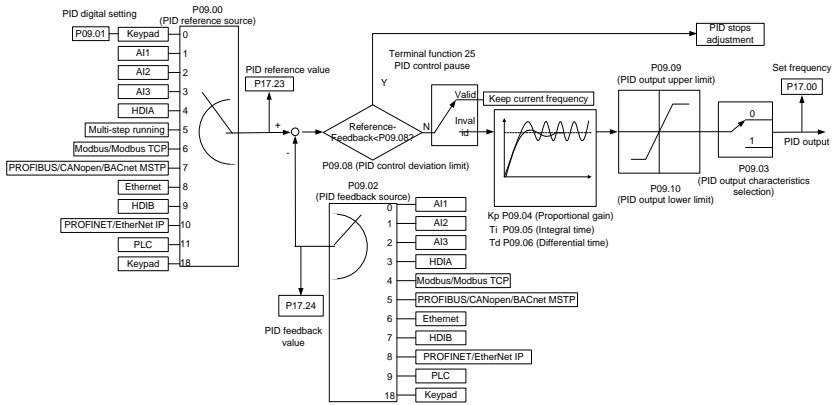 PID digital setting
P09.00
(PID reference source)
P09.01
Keypad
0
AI1
1
AI2
2
AI3
3
HDIA
4
Multi-step running
5
Modbus/Modbus TCP
6
PROFIBUS/CANopen/BACnet MSTP
7
Ethernet
8
HDIB
9
PROFINET/EtherNet IP
10
PLC
11
Keypad
18
PID reference value
P17.23
+
-
Reference-
Feedback<P09.08?
Y
N
P09.08 (PID control deviation limit)
Terminal function 25
PID control pause
Valid
Inval
id
PID stops
adjustment
Keep current frequency
Kp P09.04 (Proportional gain)
Ti P09.05 (Integral time)
Td P09.06 (Differential time)
P09.09
(PID output upper limit)
P09.10
(PID output lower limit)
0
1
P09.03
(PID output characteristics
selection)
Set frequency
P17.00
PID output
P09.02
(PID feedback source)
0
AI1
1
AI2
2
AI3
3
HDIA
4
Modbus/Modbus TCP
5
PROFIBUS/CANopen/BACnet MSTP
6
Ethernet
7
HDIB
8
PROFINET/EtherNet IP
9
PLC
18
Keypad
P17.24
PID feedback
value